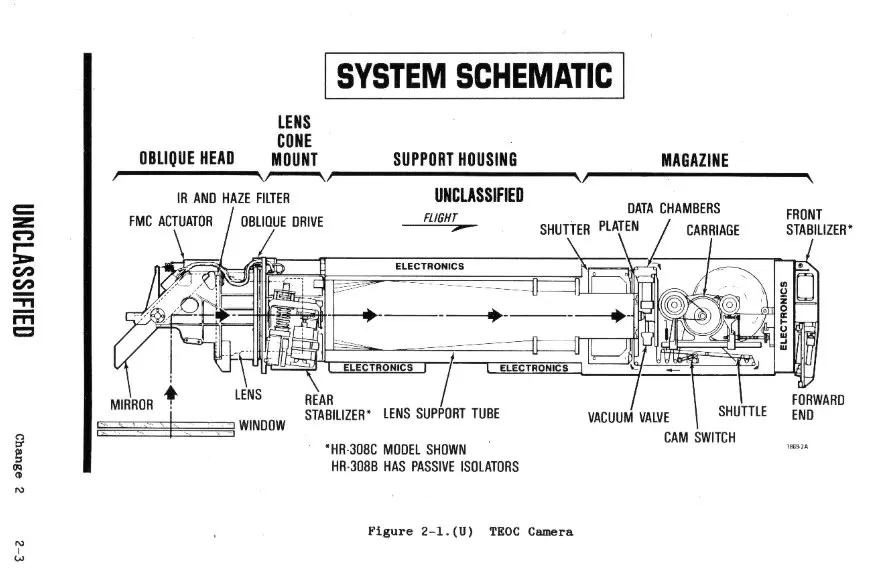 SYSTEM SCHEMATIC
OBLIQUE HEAD
LENS
CONE
MOUNT
SUPPORT HOUSING
MAGAZINE
UNCLASSIFIED
FLIGHT
IR AND HAZE FILTER
FMC ACTUATOR
OBLIQUE DRIVE
SHUTTER
PLATEN
DATA CHAMBERS
CARRIAGE
FRONT
STABILIZER*
ELECTRONICS
ELECTRONICS
ELECTRONICS
ELECTRONICS
MIRROR
LENS
WINDOW
REAR
STABILIZER*
LENS SUPPORT TUBE
VACUUM VALVE
CAM SWITCH
SHUTTLE
FORWARD
END
*HR-308C MODEL SHOWN
HR-308B HAS PASSIVE ISOLATORS
Figure 2-1.(U) TEOC Camera
UNCLASSIFIED
Change 2
2-3